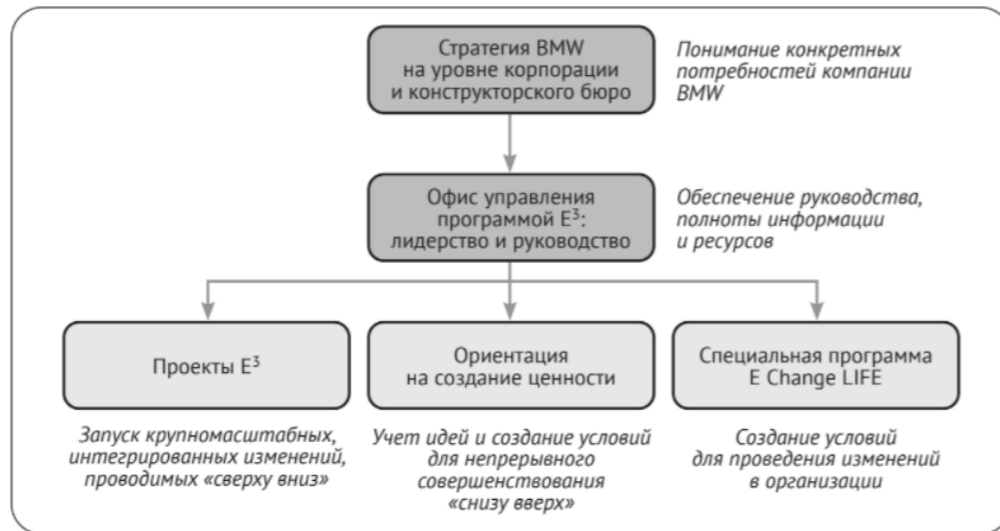 Стратегия BMW
на уровне корпорации
и конструкторского бюро
Понимание конкретных
потребностей компании
BMW
Офис управления
программой E³:
лидерство и руководство
Обеспечение руководства,
полноты информации
и ресурсов
Проекты E³
Ориентация
на создание ценности
Специальная программа
E Change LIFE
Запуск крупномасштабных,
интегрированных изменений,
проводимых «сверху вниз»
Учет идей и создание условий
для непрерывного
совершенствования
«снизу вверх»
Создание условий
для проведения изменений
в организации